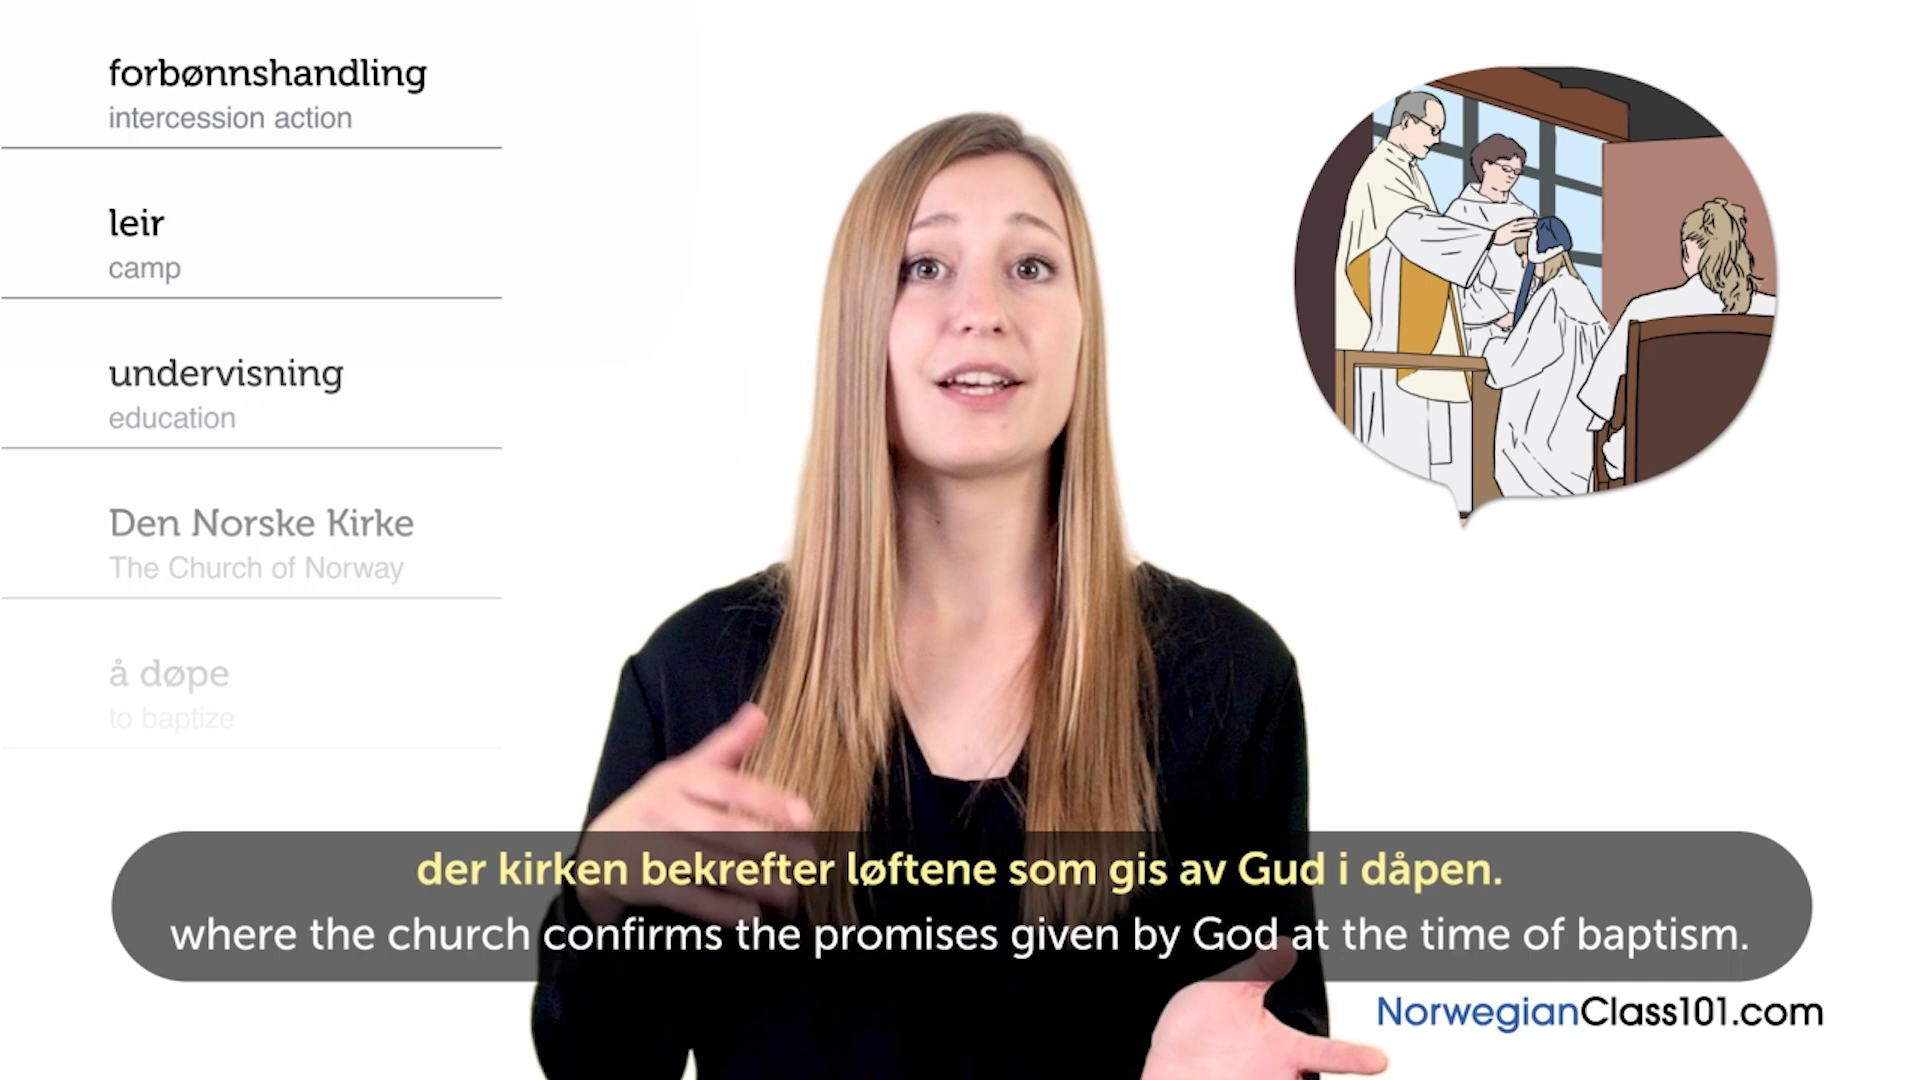 forbønnshandling
intercession action
leir
camp
undervisning
education
Den Norske Kirke
The Church of Norway
å døpe
to baptize
der kirken bekrefter løftene som gis av Gud i dåpen.
where the church confirms the promises given by God at the time of baptism.
NorwegianClass101.com